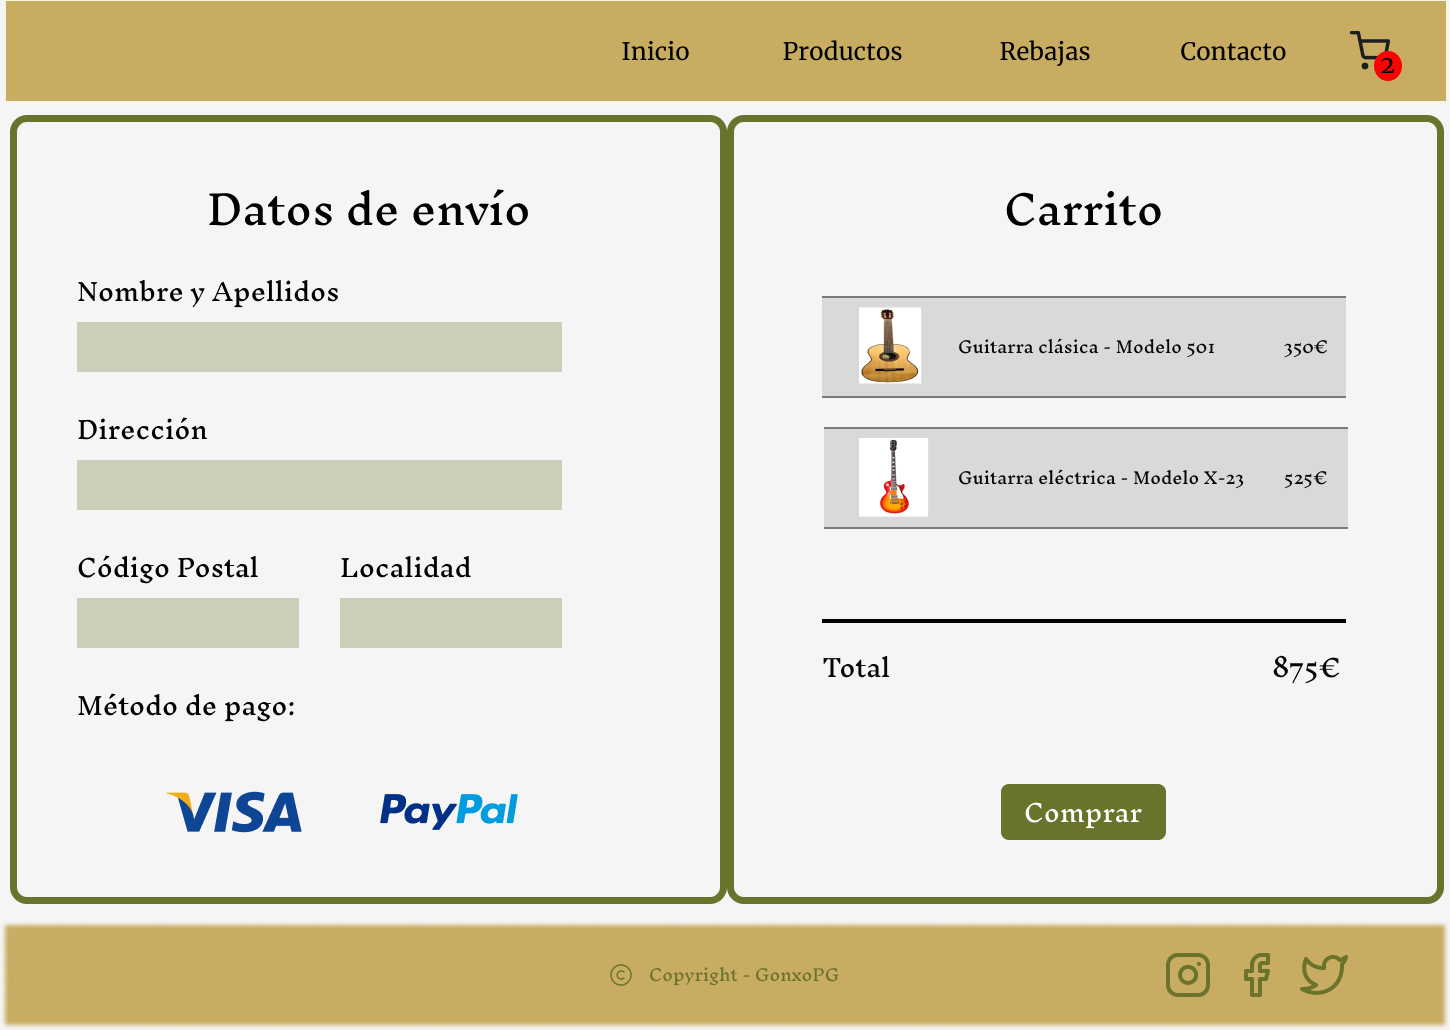 Inicio Productos Rebajas Contacto 2
Datos de envío
Nombre y Apellidos
Dirección
Código Postal Localidad
Método de pago:
VISA PayPal
Carrito
Guitarra clásica - Modelo 501 350€
Guitarra eléctrica - Modelo X-23 525€
Total 875€
Comprar
© Copyright - GonxoPG